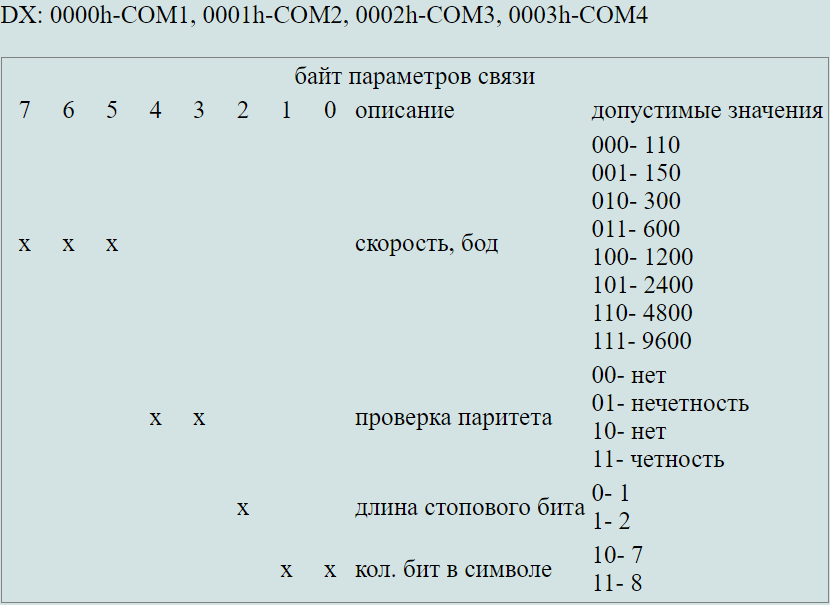 DX: 0000h-COM1, 0001h-COM2, 0002h-COM3, 0003h-COM4
байт параметров связи
7 6 5 4 3 2 1 0 описание допустимые значения
000- 110
001- 150
010- 300
011- 600
x x x скорость, бод
100- 1200
101- 2400
110- 4800
111- 9600
00- нет
01- нечетность
x x проверка паритета
10- нет
11- четность
0- 1
x длина стопового бита
1- 2
10- 7
x x кол. бит в символе
11- 8